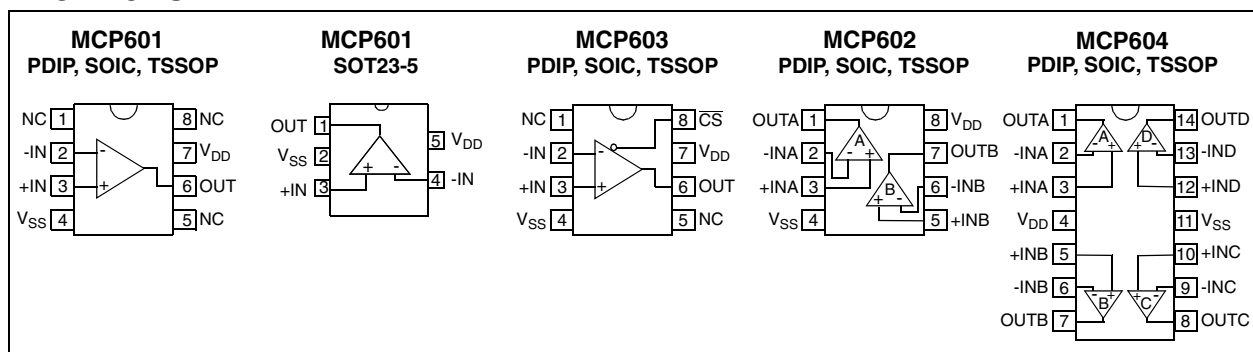 MCP601
PDIP, SOIC, TSSOP
NC 1
8 NC
-IN 2
-
7 VDD
+IN 3
+
6 OUT
VSS 4
5 NC
MCP601
SOT23-5
OUT 1
5 VDD
VSS 2
+ -
+IN 3
4 -IN
MCP603
PDIP, SOIC, TSSOP
NC 1
8 CS
-IN 2
-
7 VDD
+IN 3
+
6 OUT
VSS 4
5 NC
MCP602
PDIP, SOIC, TSSOP
OUTA 1
8 VDD
A
-INA 2
- +
7 OUTB
+INA 3
B
6 -INB
+ -
VSS 4
5 +INB
MCP604
PDIP, SOIC, TSSOP
OUTA 1
14 OUTD
A D
-INA 2
- + + -
13 -IND
+INA 3
12 +IND
VDD 4
11 VSS
+INB 5
10 +INC
-INB 6
- + + -
9 -INC
B C
OUTB 7
8 OUTC